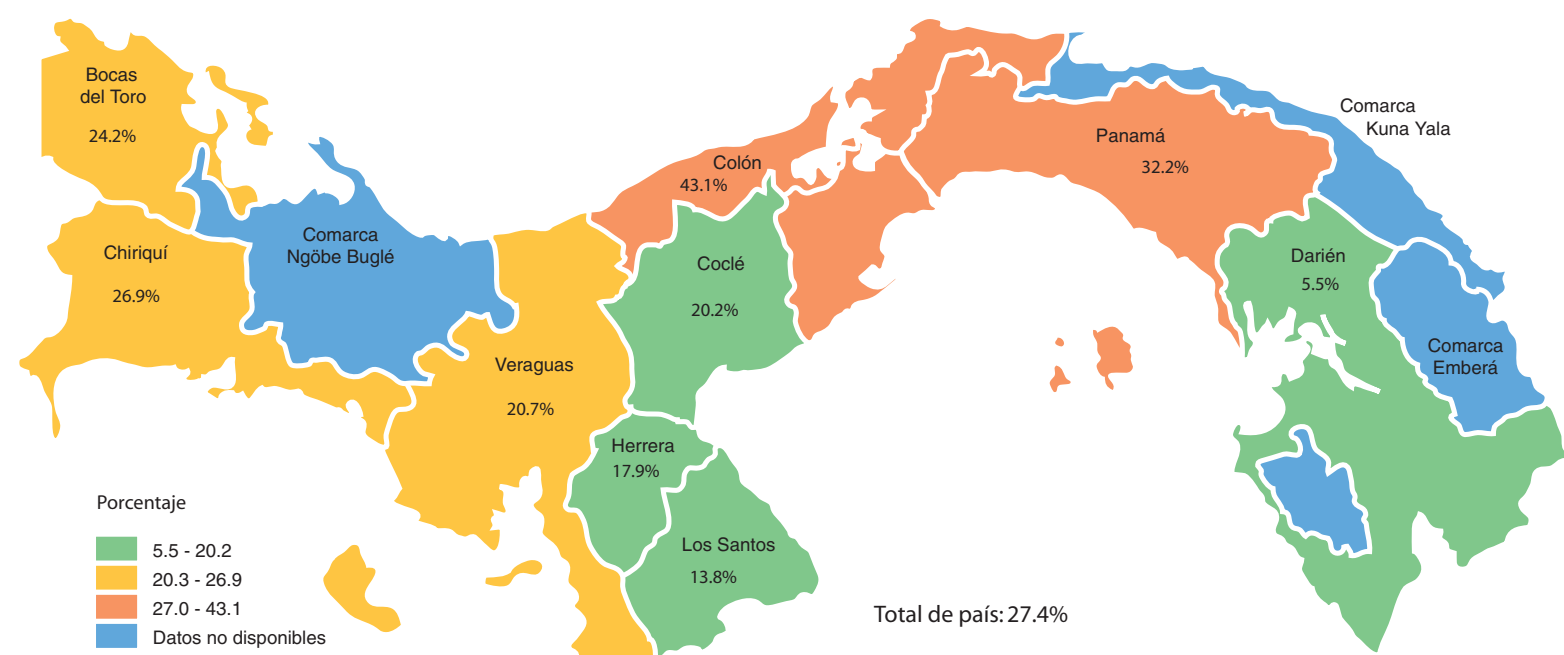 Bocas
del Toro
24.2%
Chiriquí
26.9%
Comarca
Ngöbe Buglé
Veraguas
20.7%
Colón
43.1%
Coclé
20.2%
Herrera
17.9%
Los Santos
13.8%
Panamá
32.2%
Comarca
Kuna Yala
Darién
5.5%
Comarca
Emberá
Porcentaje
5.5 - 20.2
20.3 - 26.9
27.0 - 43.1
Datos no disponibles
Total de país: 27.4%